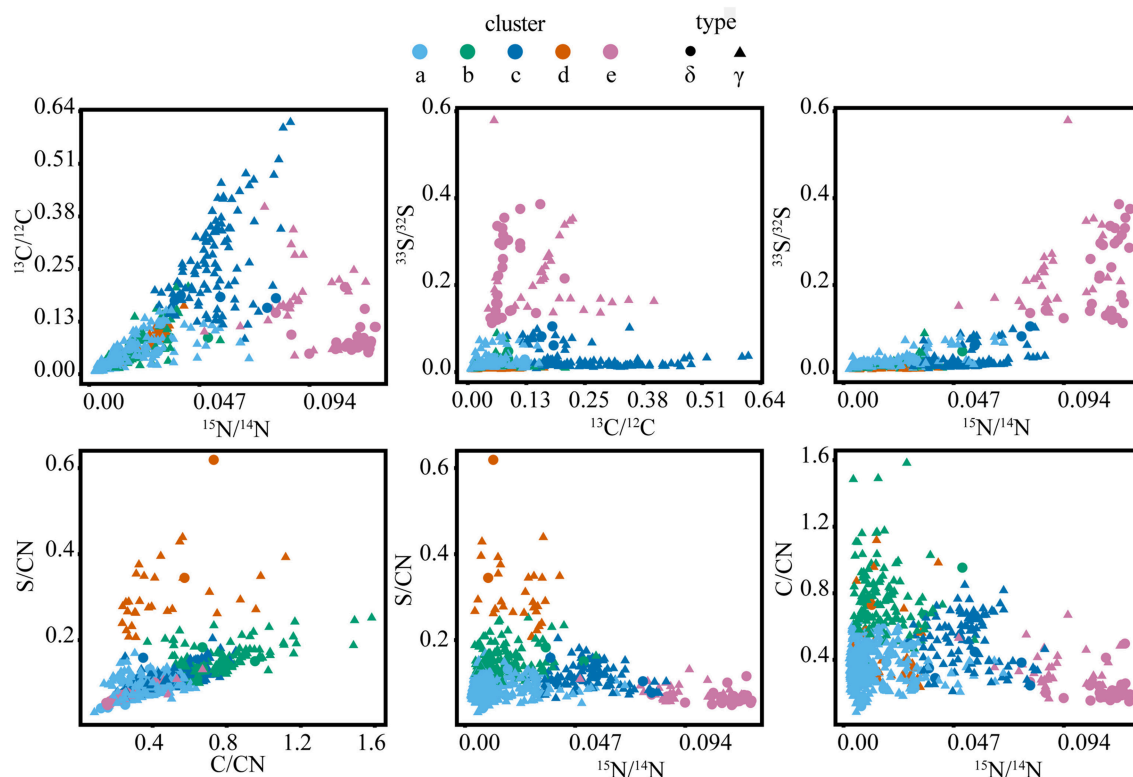 cluster type
a b c d e δ γ
0.64
0.51
0.38
0.25
0.13
0.00
¹³C/¹²C
0.00 0.047 0.094
¹⁵N/¹⁴N
0.6
0.4
0.2
0.0
³³S/³²S
0.00 0.13 0.25 0.38 0.51 0.64
¹³C/¹²C
0.6
0.4
0.2
0.0
³³S/³²S
0.00 0.047 0.094
¹⁵N/¹⁴N
0.6
0.4
0.2
S/CN
0.4 0.8 1.2 1.6
C/CN
0.6
0.4
0.2
S/CN
0.00 0.047 0.094
¹⁵N/¹⁴N
1.6
1.2
0.8
0.4
C/CN
0.00 0.047 0.094
¹⁵N/¹⁴N